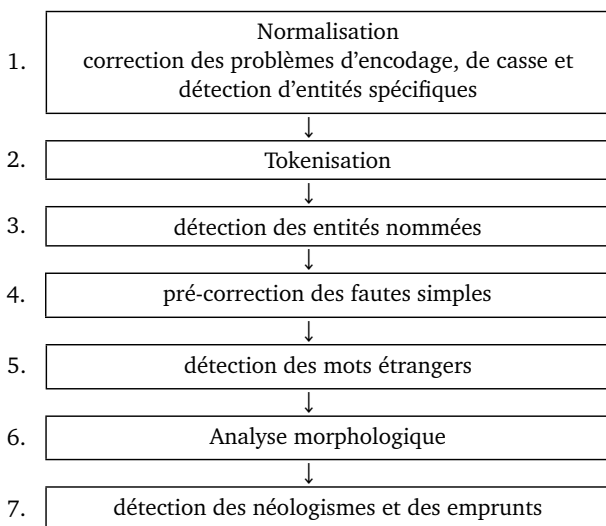 Normalisation
1. correction des problèmes d’encodage, de casse et
détection d’entités spécifiques
↓
2. Tokenisation
↓
3. détection des entités nommées
↓
4. pré-correction des fautes simples
↓
5. détection des mots étrangers
↓
6. Analyse morphologique
↓
7. détection des néologismes et des emprunts